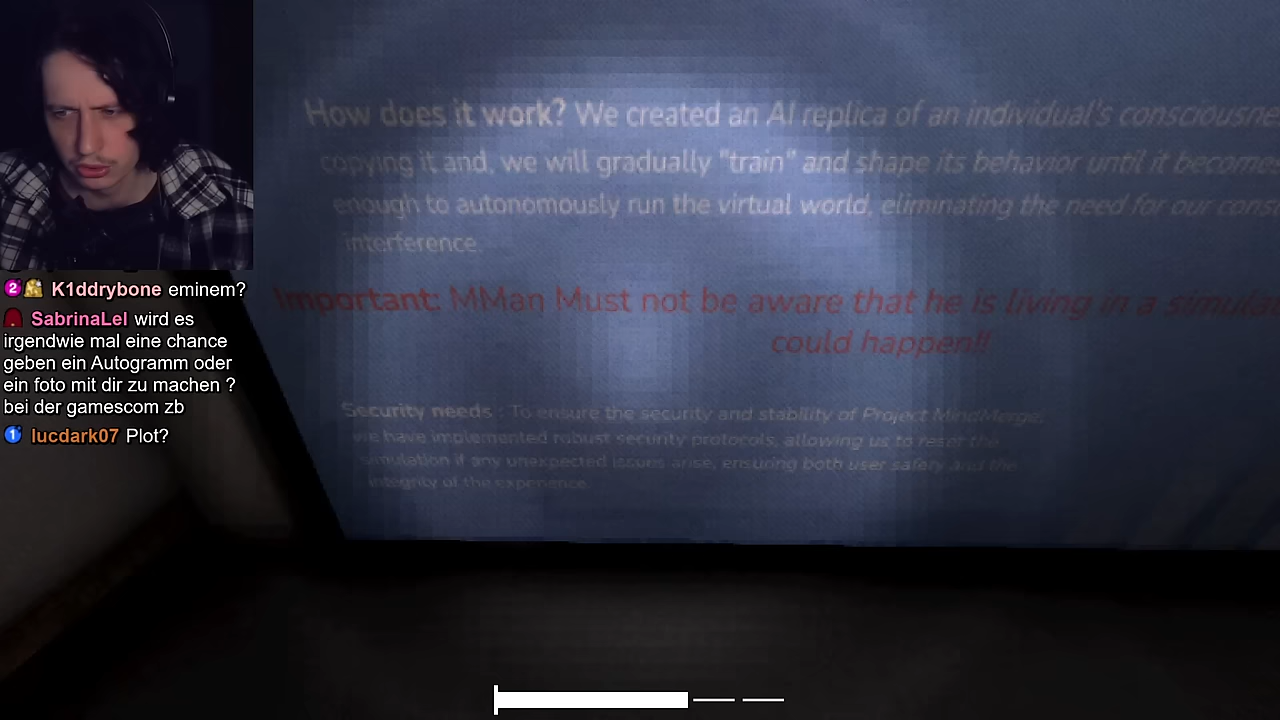 How does it work? We created an AI replica of an individual's
copying it and, we will gradually "train" and shape its behavior until it becomes
enough to autonomously run the virtual world, eliminating the need for our
interference.
Important: MMan Must not be aware that he is living in a
could happen!!
Security needs : To ensure the security and stability of Project MindMerge,
we have implemented robust security protocols, allowing us to reset the
simulation if any unexpected issues arise, ensuring both user safety and the
integrity of the experience.
2 K1ddrybone eminem?
SabrinaLel wird es
irgendwie mal eine chance
geben ein Autogramm oder
ein foto mit dir zu machen ?
bei der gamescom zb
1 lucdark07 Plot?